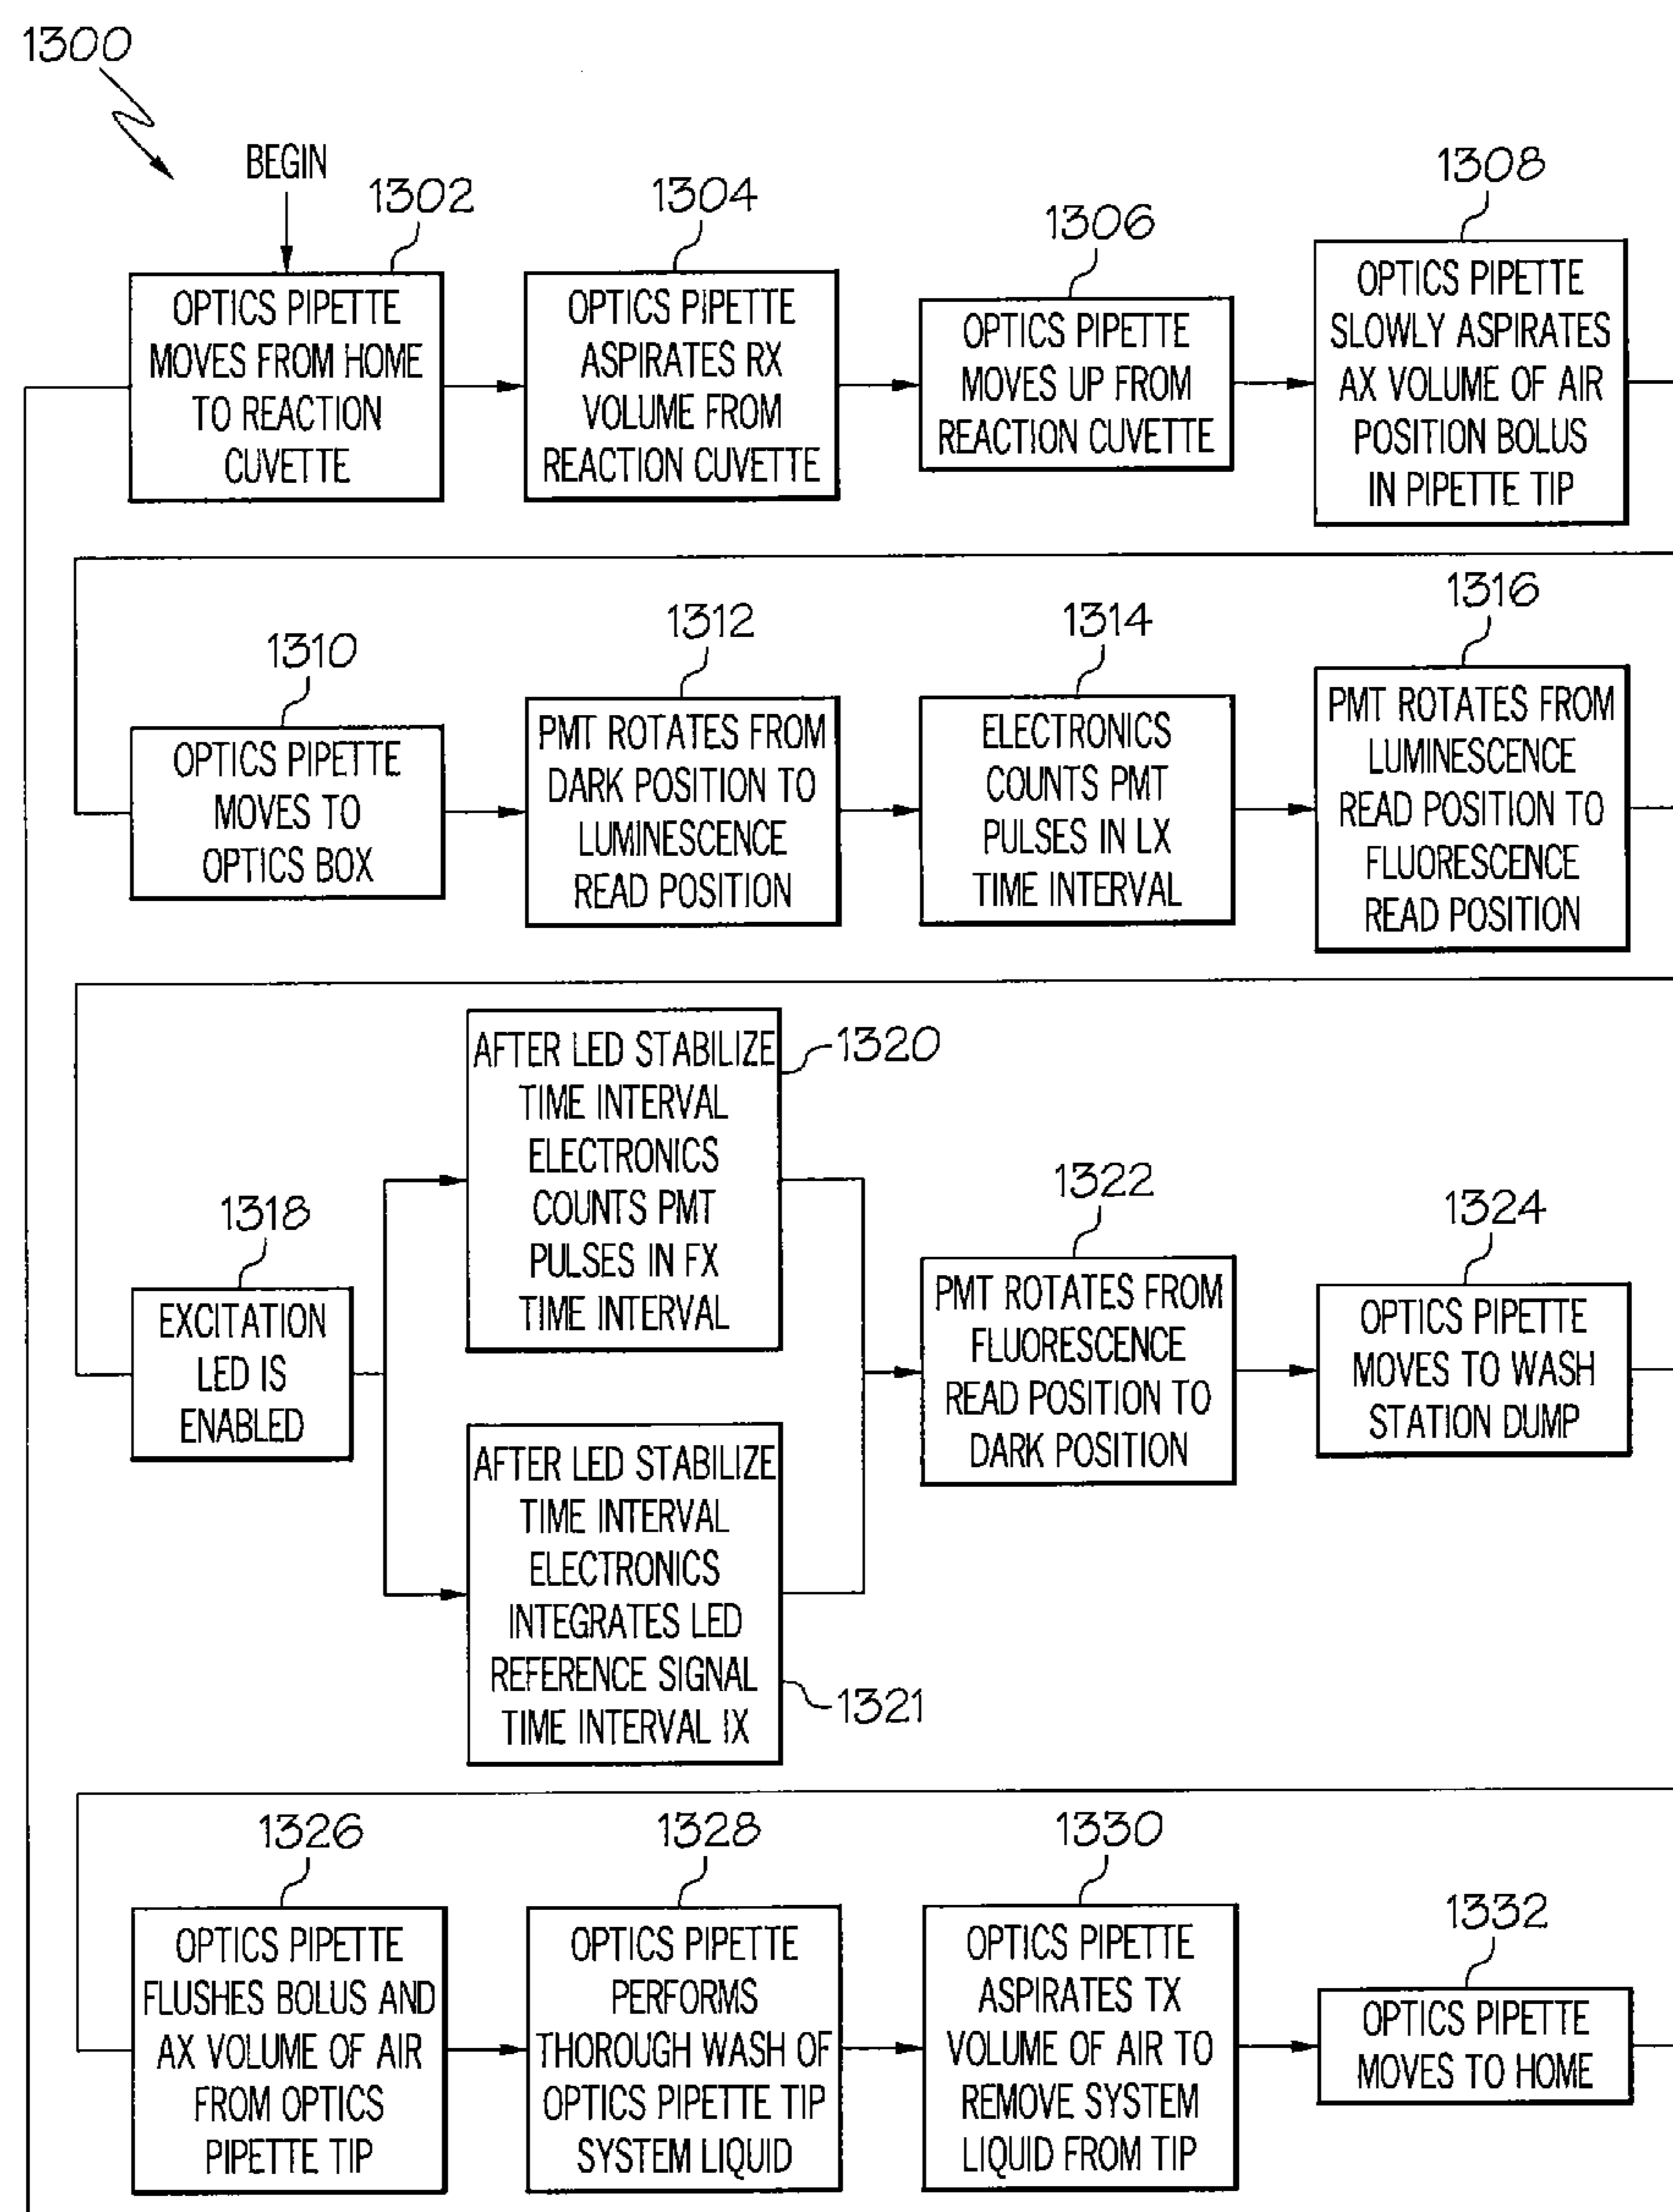 1300
BEGIN
1302
OPTICS PIPETTE
MOVES FROM HOME
TO REACTION
CUVETTE
1304
OPTICS PIPETTE
ASPIRATES RX
VOLUME FROM
REACTION CUVETTE
1306
OPTICS PIPETTE
MOVES UP FROM
REACTION CUVETTE
1308
OPTICS PIPETTE
SLOWLY ASPIRATES
AX VOLUME OF AIR
POSITION BOLUS
IN PIPETTE TIP
1310
OPTICS PIPETTE
MOVES TO
OPTICS BOX
1312
PMT ROTATES FROM
DARK POSITION TO
LUMINESCENCE
READ POSITION
1314
ELECTRONICS
COUNTS PMT
PULSES IN LX
TIME INTERVAL
1316
PMT ROTATES FROM
LUMINESCENCE
READ POSITION TO
FLUORESCENCE
READ POSITION
1318
EXCITATION
LED IS
ENABLED
1320
AFTER LED STABILIZE
TIME INTERVAL
ELECTRONICS
COUNTS PMT
PULSES IN FX
TIME INTERVAL
1321
AFTER LED STABILIZE
TIME INTERVAL
ELECTRONICS
INTEGRATES LED
REFERENCE SIGNAL
TIME INTERVAL IX
1322
PMT ROTATES FROM
FLUORESCENCE
READ POSITION TO
DARK POSITION
1324
OPTICS PIPETTE
MOVES TO WASH
STATION DUMP
1326
OPTICS PIPETTE
FLUSHES BOLUS AND
AX VOLUME OF AIR
FROM OPTICS
PIPETTE TIP
1328
OPTICS PIPETTE
PERFORMS
THOROUGH WASH OF
OPTICS PIPETTE TIP
SYSTEM LIQUID
1330
OPTICS PIPETTE
ASPIRATES TX
VOLUME OF AIR TO
REMOVE SYSTEM
LIQUID FROM TIP
1332
OPTICS PIPETTE
MOVES TO HOME